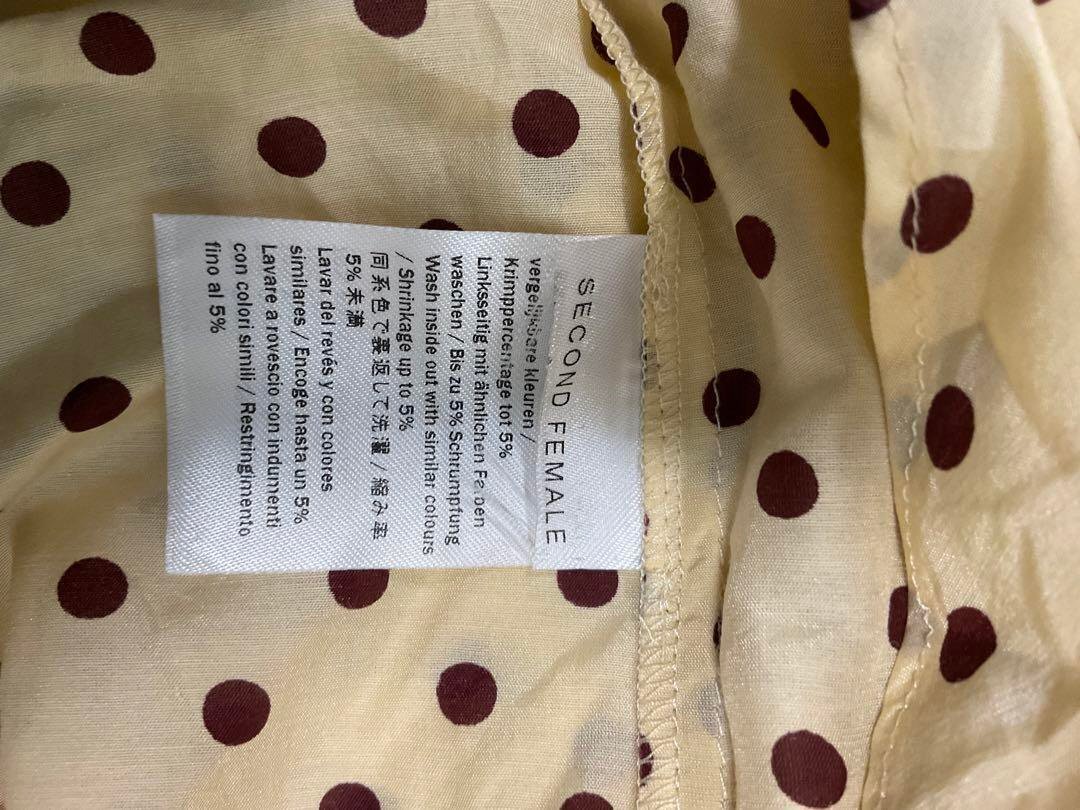 SECOND FEMALE
vergelijkbare kleuren /
Krimppercentage tot 5%
Linksseitig mit ähnlichen Farben
waschen / Bis zu 5% Schrumpfung
Wash inside out with similar colours
/ Shrinkage up to 5%
同系色で裏返して洗濯 / 縮み率
5%未満
Lavar del revés y con colores
similares / Encoge hasta un 5%
Lavare a rovescio con indumenti
con colori simili / Restringimento
fino al 5%